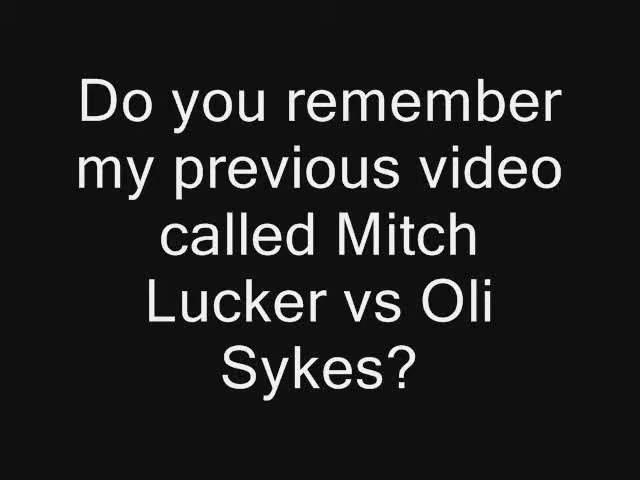 Do you remember
my previous video
called Mitch
Lucker vs Oli
Sykes?